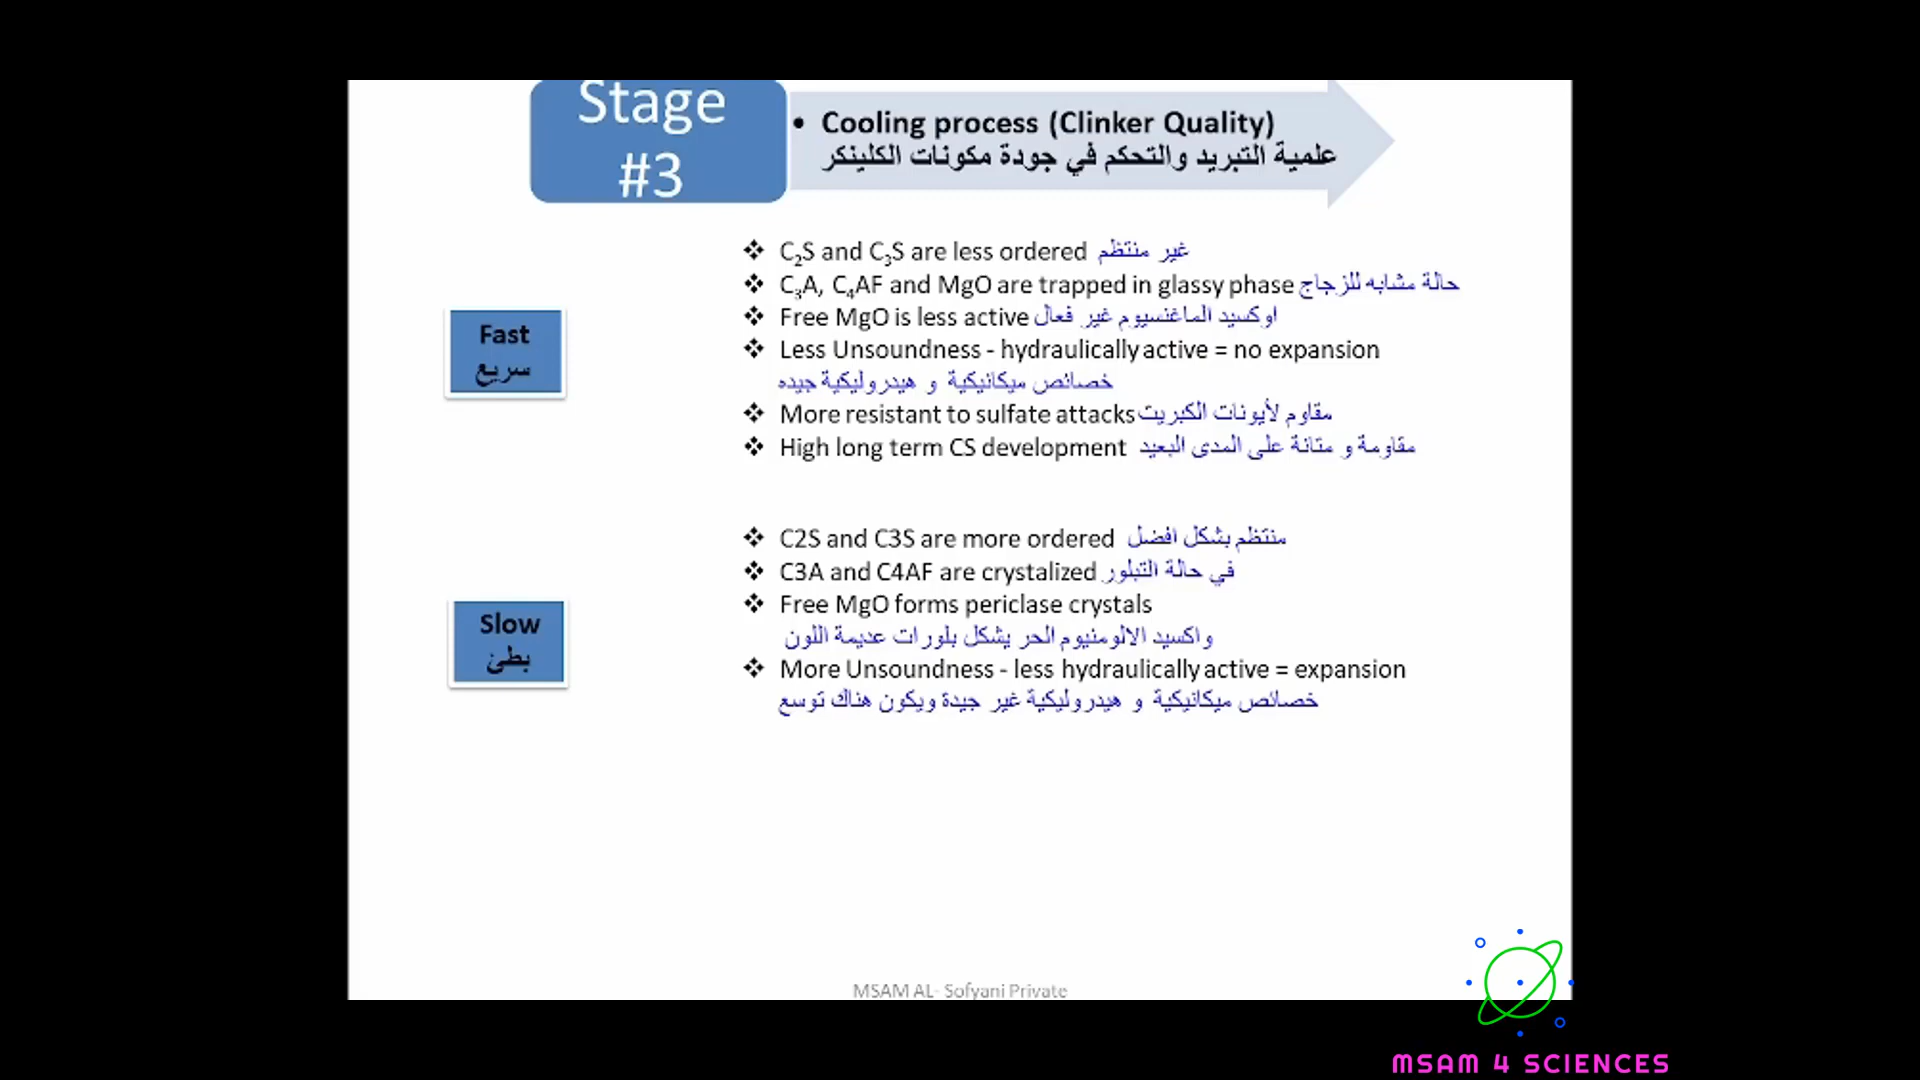 Stage
#3
• Cooling process (Clinker Quality)
علمية التبريد والتحكم في جودة مكونات الكلينكر
Fast
سريع
❖ C₂S and C₃S are less ordered غير منتظم
❖ C₃A, C₄AF and MgO are trapped in glassy phase حالة مشابه للزجاج
❖ Free MgO is less active اوكسيد الماغنسيوم غير فعال
❖ Less Unsoundness - hydraulically active = no expansion
خصائص ميكانيكية و هيدروليكية جيده
❖ More resistant to sulfate attacks مقاوم لأيونات الكبريت
❖ High long term CS development مقاومة و متانة على المدى البعيد
Slow
بطئ
❖ C2S and C3S are more ordered منتظم بشكل افضل
❖ C3A and C4AF are crystalized في حالة التبلور
❖ Free MgO forms periclase crystals
واكسيد الالومنيوم الحر يشكل بلورات عديمة اللون
❖ More Unsoundness - less hydraulically active = expansion
خصائص ميكانيكية و هيدروليكية غير جيدة ويكون هناك توسع
MSAM AL- Sofyani Private
MSAM 4 SCIENCES